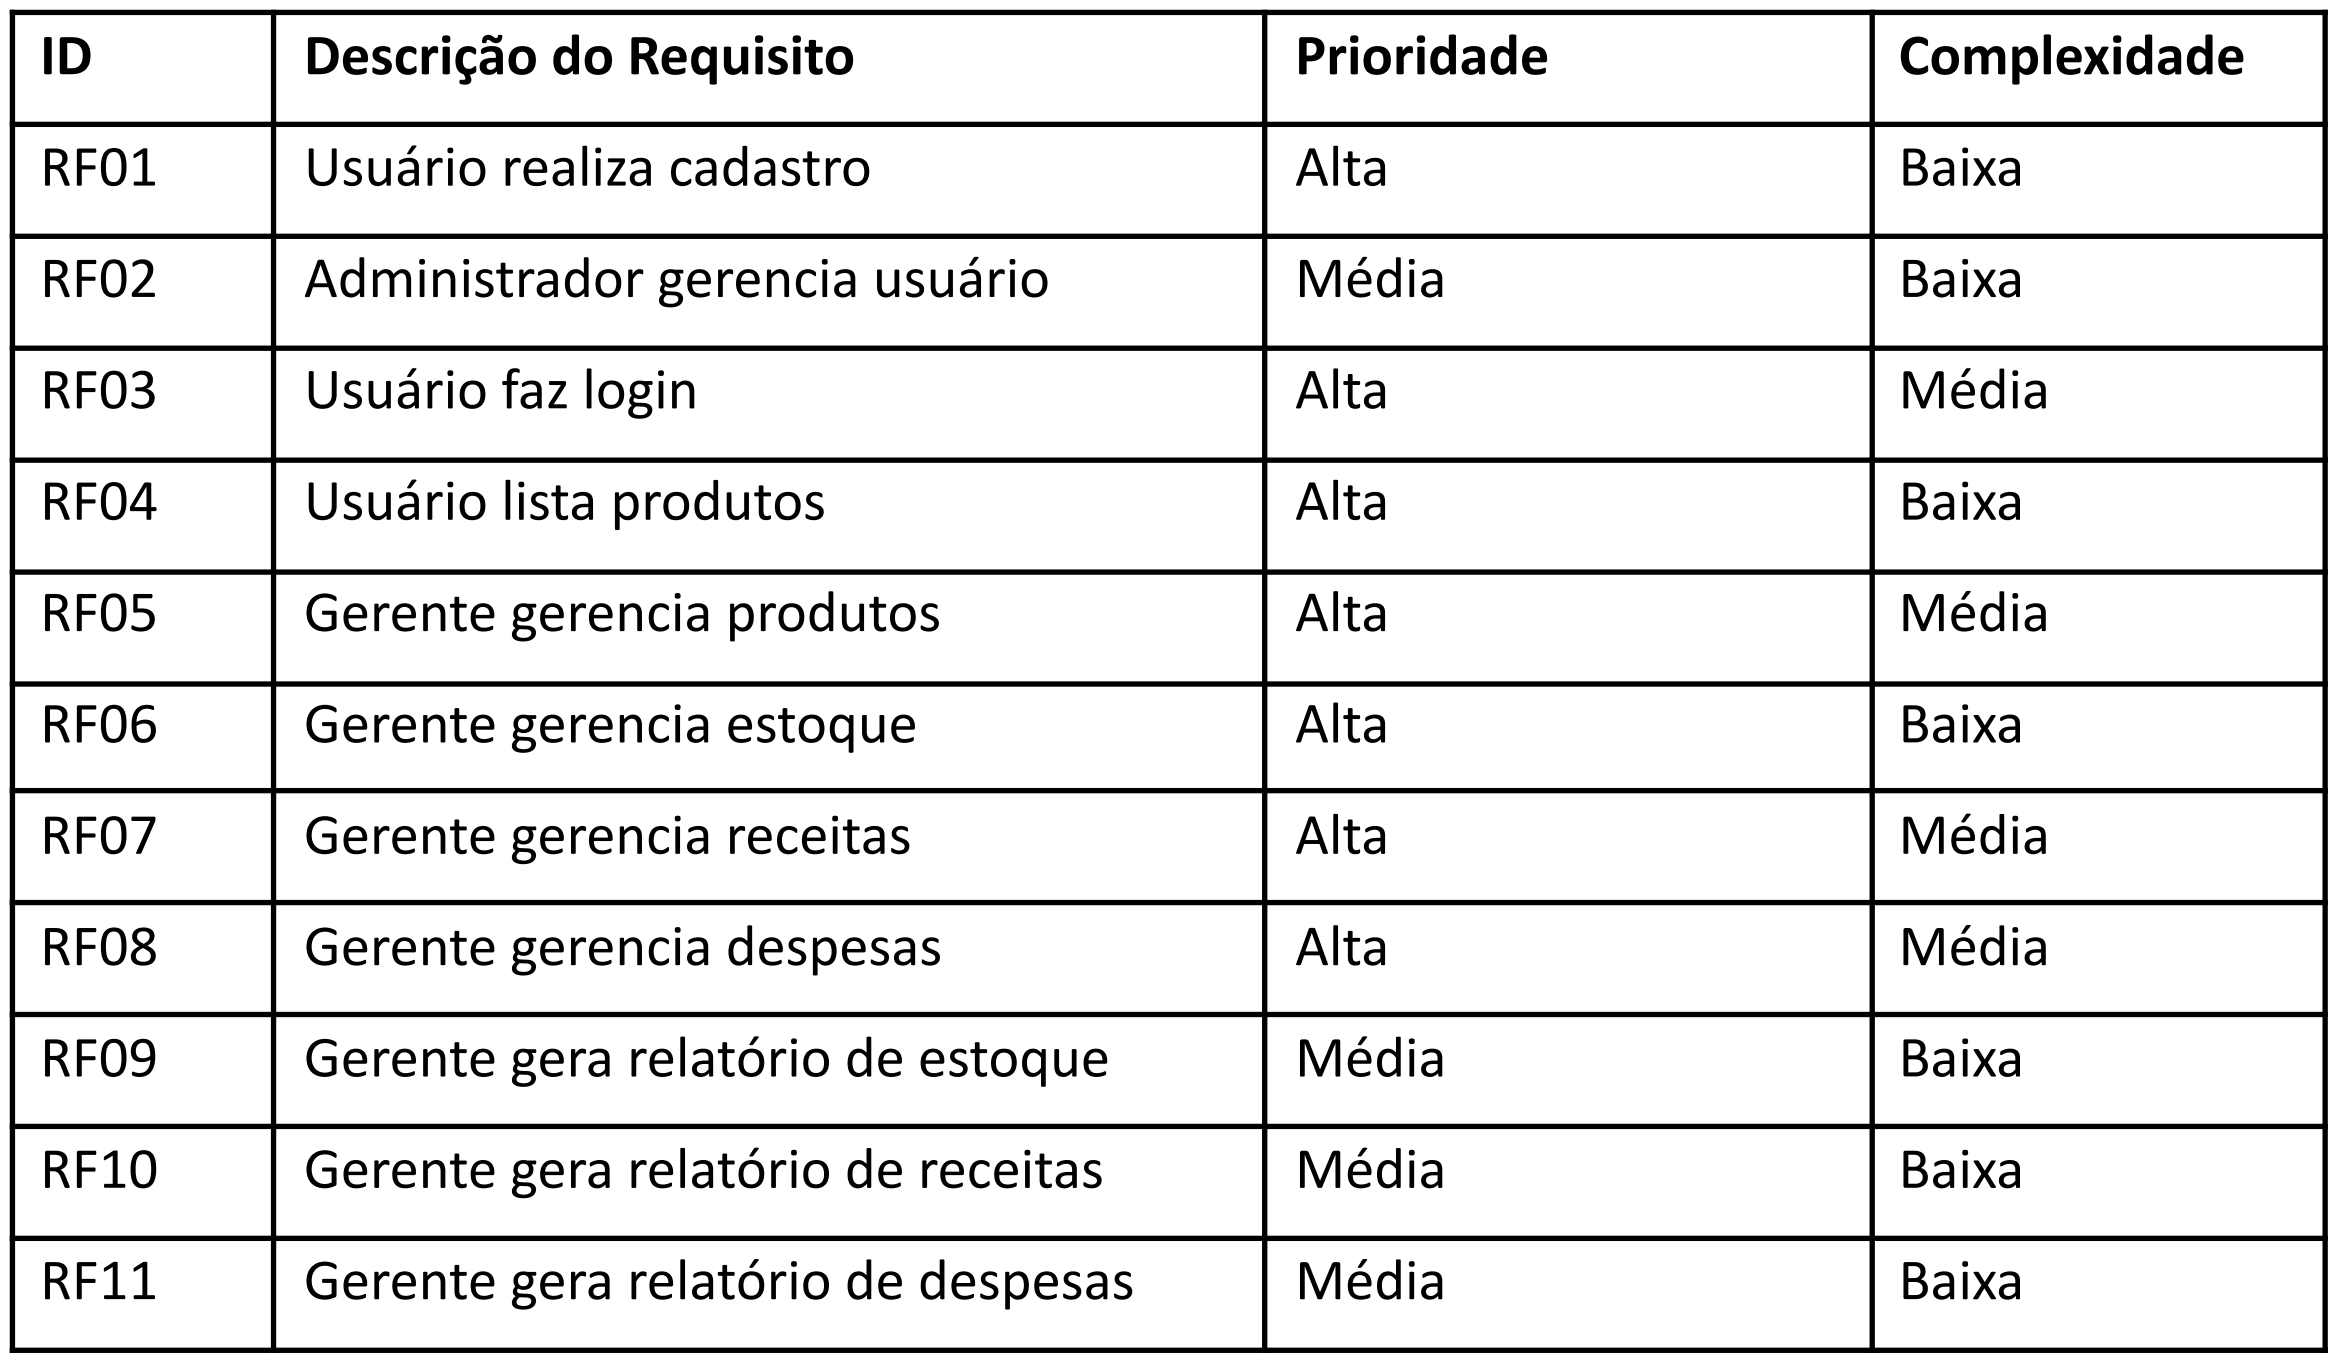 ID Descrição do Requisito Prioridade Complexidade
RF01 Usuário realiza cadastro Alta Baixa
RF02 Administrador gerencia usuário Média Baixa
RF03 Usuário faz login Alta Média
RF04 Usuário lista produtos Alta Baixa
RF05 Gerente gerencia produtos Alta Média
RF06 Gerente gerencia estoque Alta Baixa
RF07 Gerente gerencia receitas Alta Média
RF08 Gerente gerencia despesas Alta Média
RF09 Gerente gera relatório de estoque Média Baixa
RF10 Gerente gera relatório de receitas Média Baixa
RF11 Gerente gera relatório de despesas Média Baixa